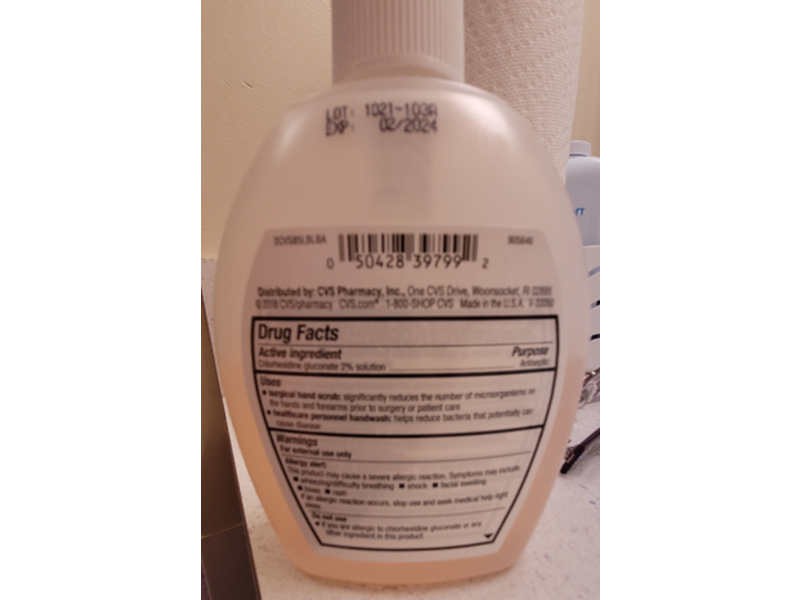 LOT: 1021-103A
EXP: 02/2024
0 50428 39799 2
Distributed by: CVS Pharmacy, Inc., One CVS Drive, Woonsocket, RI 02895
CVS/pharmacy CVS.com® 1-800-SHOP CVS Made in the U.S.A.
Drug Facts
Active ingredient Purpose
Chlorhexidine gluconate 2% solution Antiseptic
Uses
• surgical hand scrub: significantly reduces the number of microorganisms on
the hands and forearms prior to surgery or patient care
• healthcare personnel handwash: helps reduce bacteria that potentially can
cause disease
Warnings
For external use only
Allergy alert:
This product may cause a severe allergic reaction. Symptoms may include:
■ wheezing/difficulty breathing ■ shock ■ facial swelling
■ hives ■ rash
If an allergic reaction occurs, stop use and seek medical help right
away.
Do not use
■ if you are allergic to chlorhexidine gluconate or any
other ingredient in this product